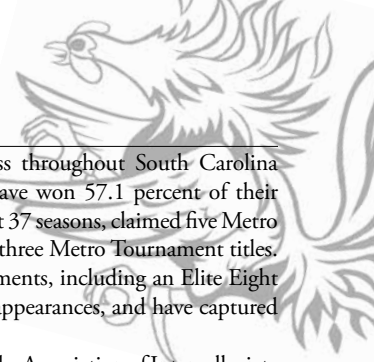 ss throughout South Carolina
ave won 57.1 percent of their
t 37 seasons, claimed five Metro
three Metro Tournament titles.
ments, including an Elite Eight
appearances, and have captured